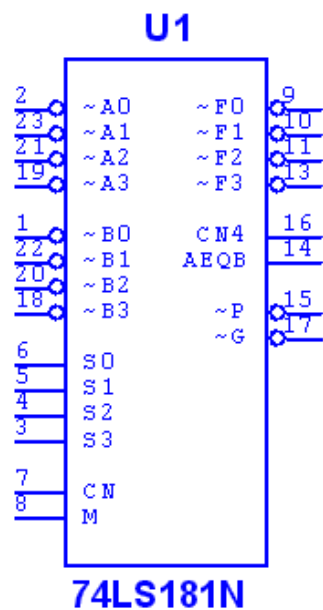 U1
2 ~A0 ~F0 9
23 ~A1 ~F1 10
21 ~A2 ~F2 11
19 ~A3 ~F3 13
1 ~B0 CN4 16
22 ~B1 AEQB 14
20 ~B2
18 ~B3 ~P 15
~G 17
6 S0
5 S1
4 S2
3 S3
7 CN
8 M
74LS181N